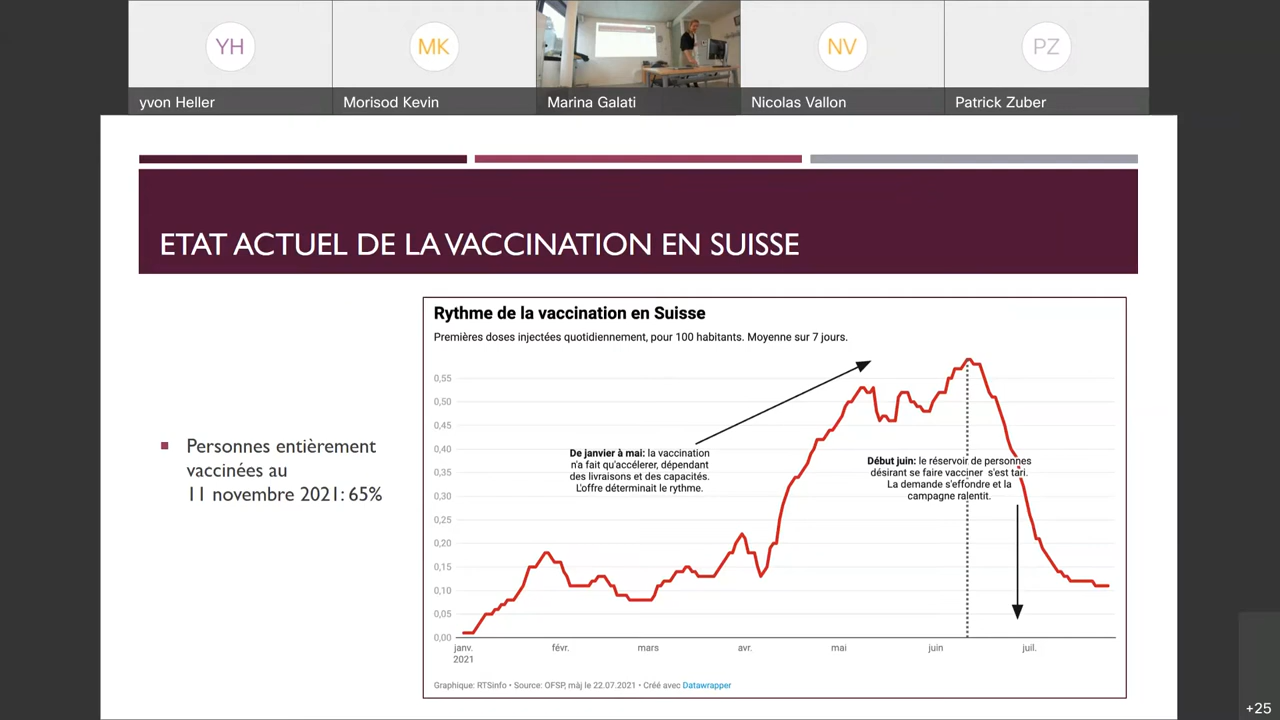 YH
MK
NV
PZ
yvon Heller
Morisod Kevin
Marina Galati
Nicolas Vallon
Patrick Zuber
ETAT ACTUEL DE LA VACCINATION EN SUISSE
Personnes entièrement
vaccinées au
11 novembre 2021: 65%
Rythme de la vaccination en Suisse
Premières doses injectées quotidiennement, pour 100 habitants. Moyenne sur 7 jours.
0,55
0,50
0,45
0,40
0,35
0,30
0,25
0,20
0,15
0,10
0,05
0,00
De janvier à mai: la vaccination
n'a fait qu'accélérer, dépendant
des livraisons et des capacités.
L'offre déterminait le rythme.
Début juin: le réservoir de personnes
désirant se faire vacciner s'est tari.
La demande s'effondre et la
campagne ralentit.
janv.
2021
févr.
mars
avr.
mai
juin
juil.
Graphique: RTSinfo • Source: OFSP, màj le 22.07.2021 • Créé avec Datawrapper
+25